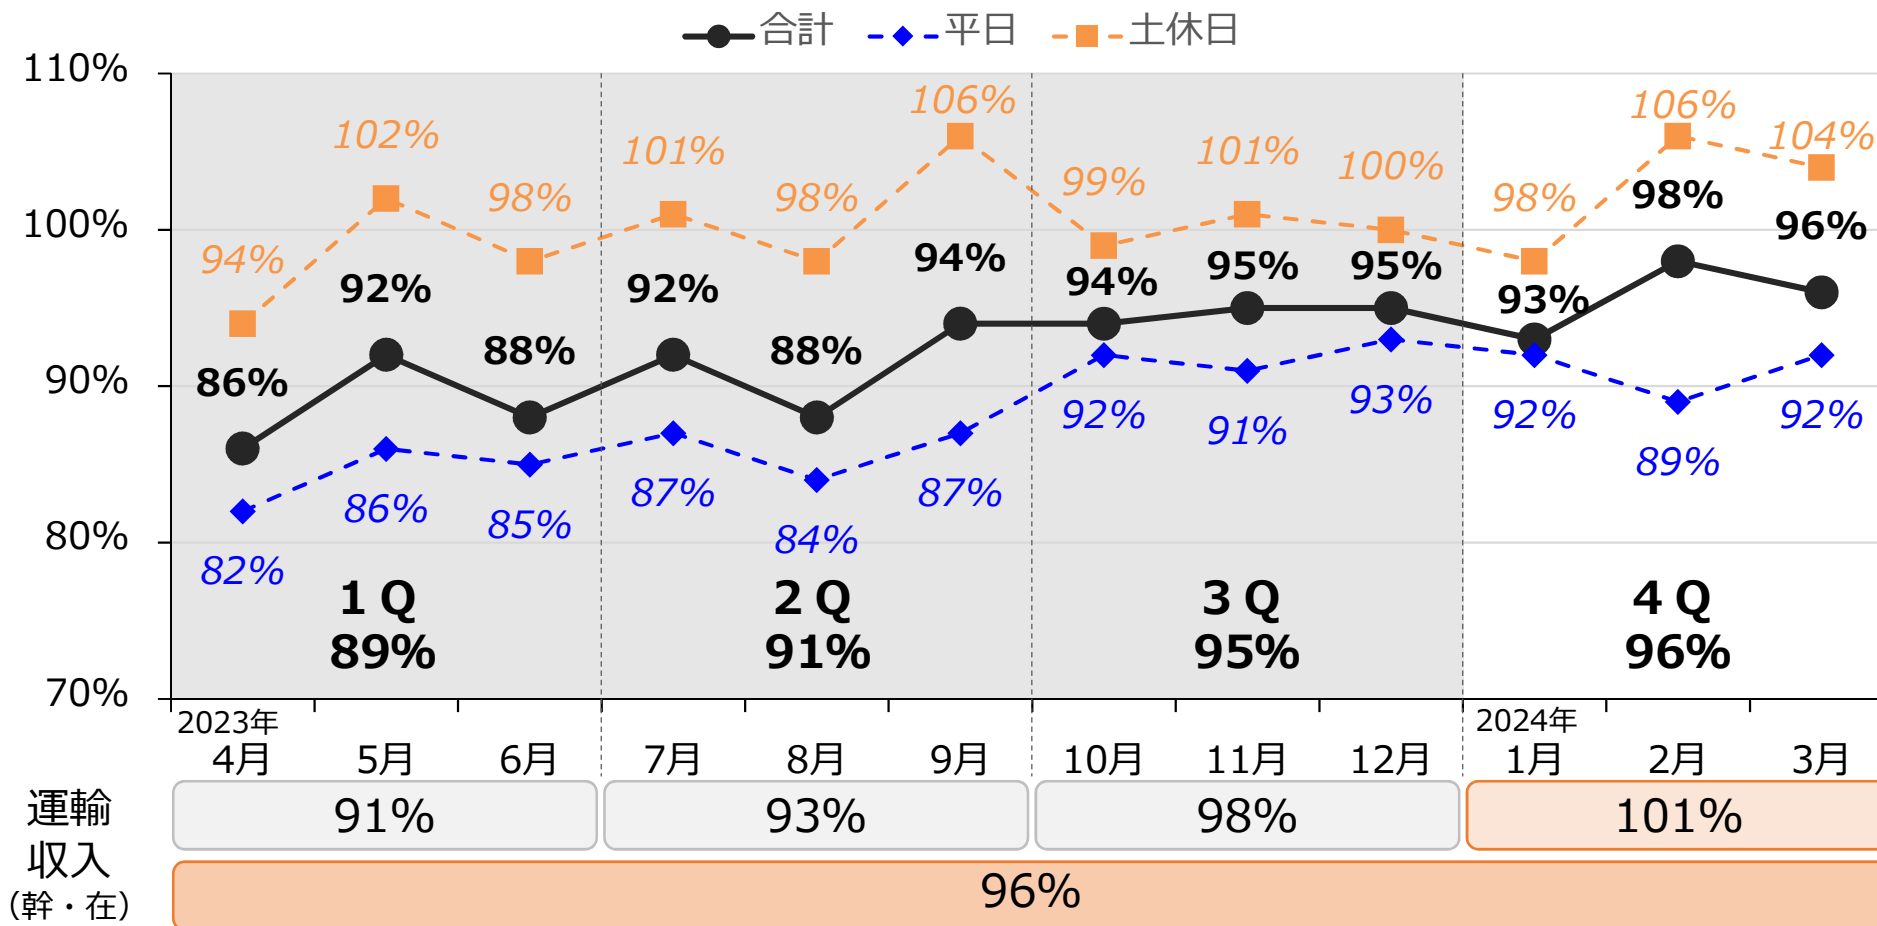 合計 平日 土休日
110%
100%
90%
80%
70%
94% 102% 98% 101% 98% 106% 99% 101% 100% 98% 106% 104%
86% 92% 88% 92% 88% 94% 94% 95% 95% 93% 98% 96%
82% 86% 85% 87% 84% 87% 92% 91% 93% 92% 89% 92%
1Q 2Q 3Q 4Q
89% 91% 95% 96%
2023年 2024年
4月 5月 6月 7月 8月 9月 10月 11月 12月 1月 2月 3月
運輸
収入
(幹・在)
91% 93% 98% 101%
96%